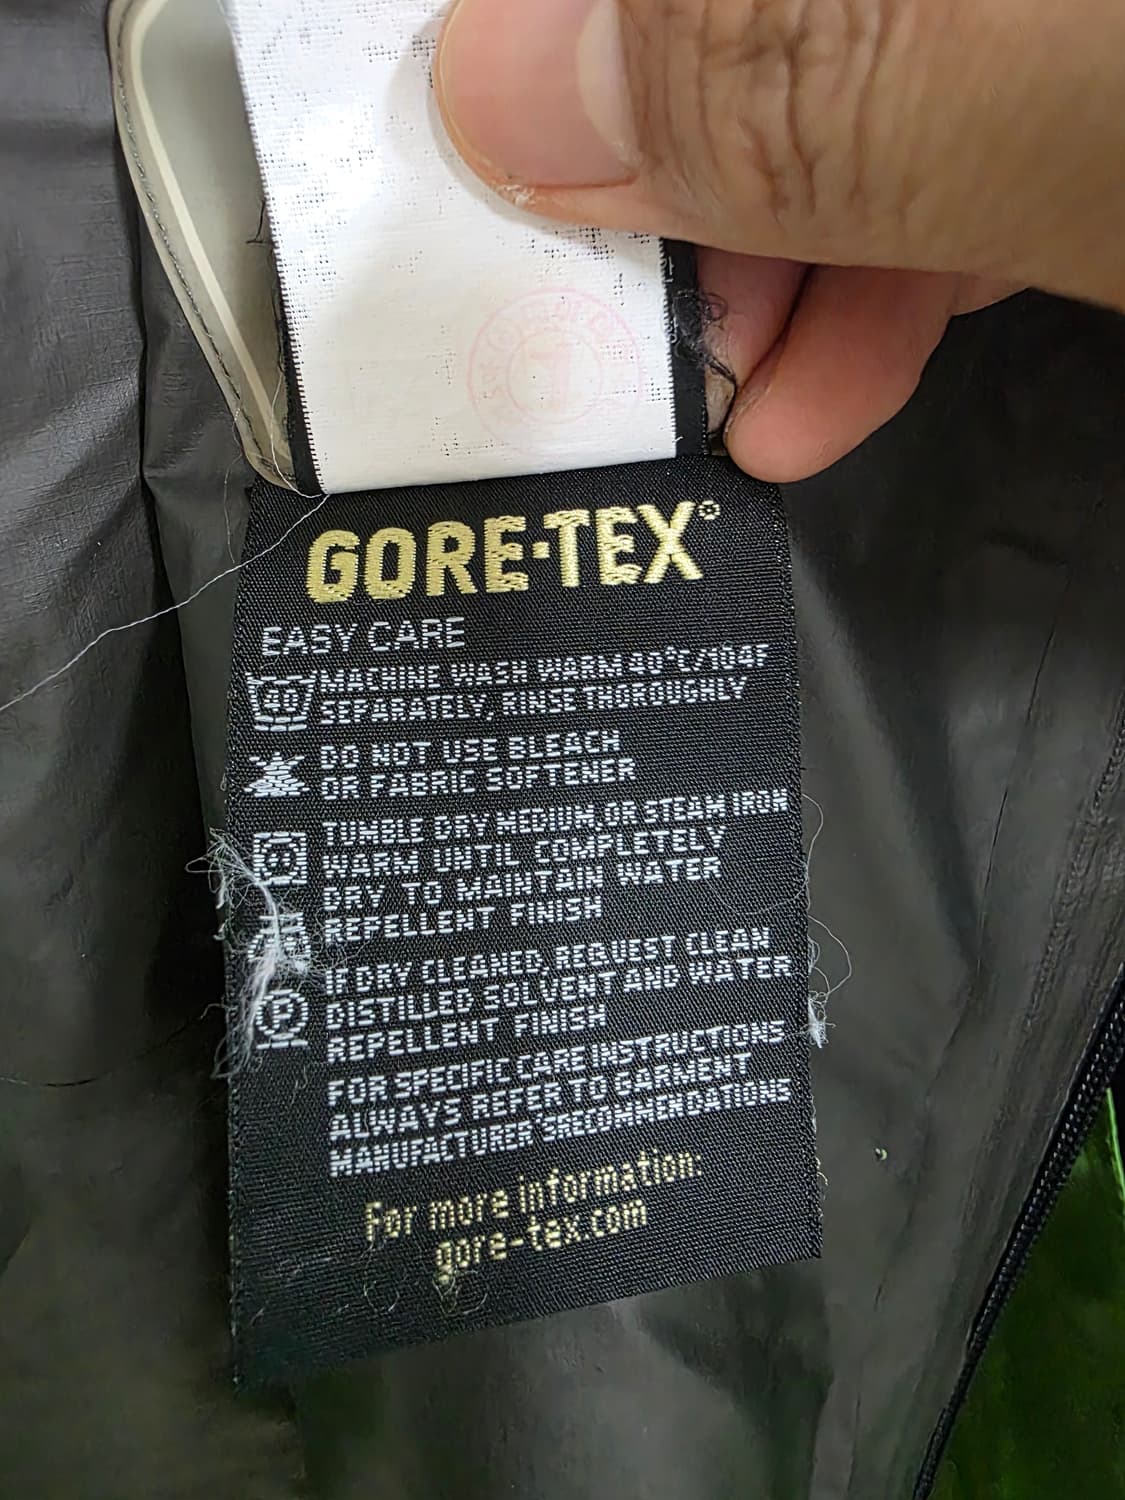 GORE-TEX®
EASY CARE
40
MACHINE WASH WARM 40°C/104F
SEPARATELY, RINSE THOROUGHLY
DO NOT USE BLEACH
OR FABRIC SOFTENER
TUMBLE DRY MEDIUM, OR STEAM IRON
WARM UNTIL COMPLETELY
DRY TO MAINTAIN WATER
REPELLENT FINISH
IF DRY CLEANED, REQUEST CLEAN
DISTILLED SOLVENT AND WATER
REPELLENT FINISH
P
FOR SPECIFIC CARE INSTRUCTIONS
ALWAYS REFER TO GARMENT
MANUFACTURER'S RECOMMENDATIONS
For more information:
gore-tex.com